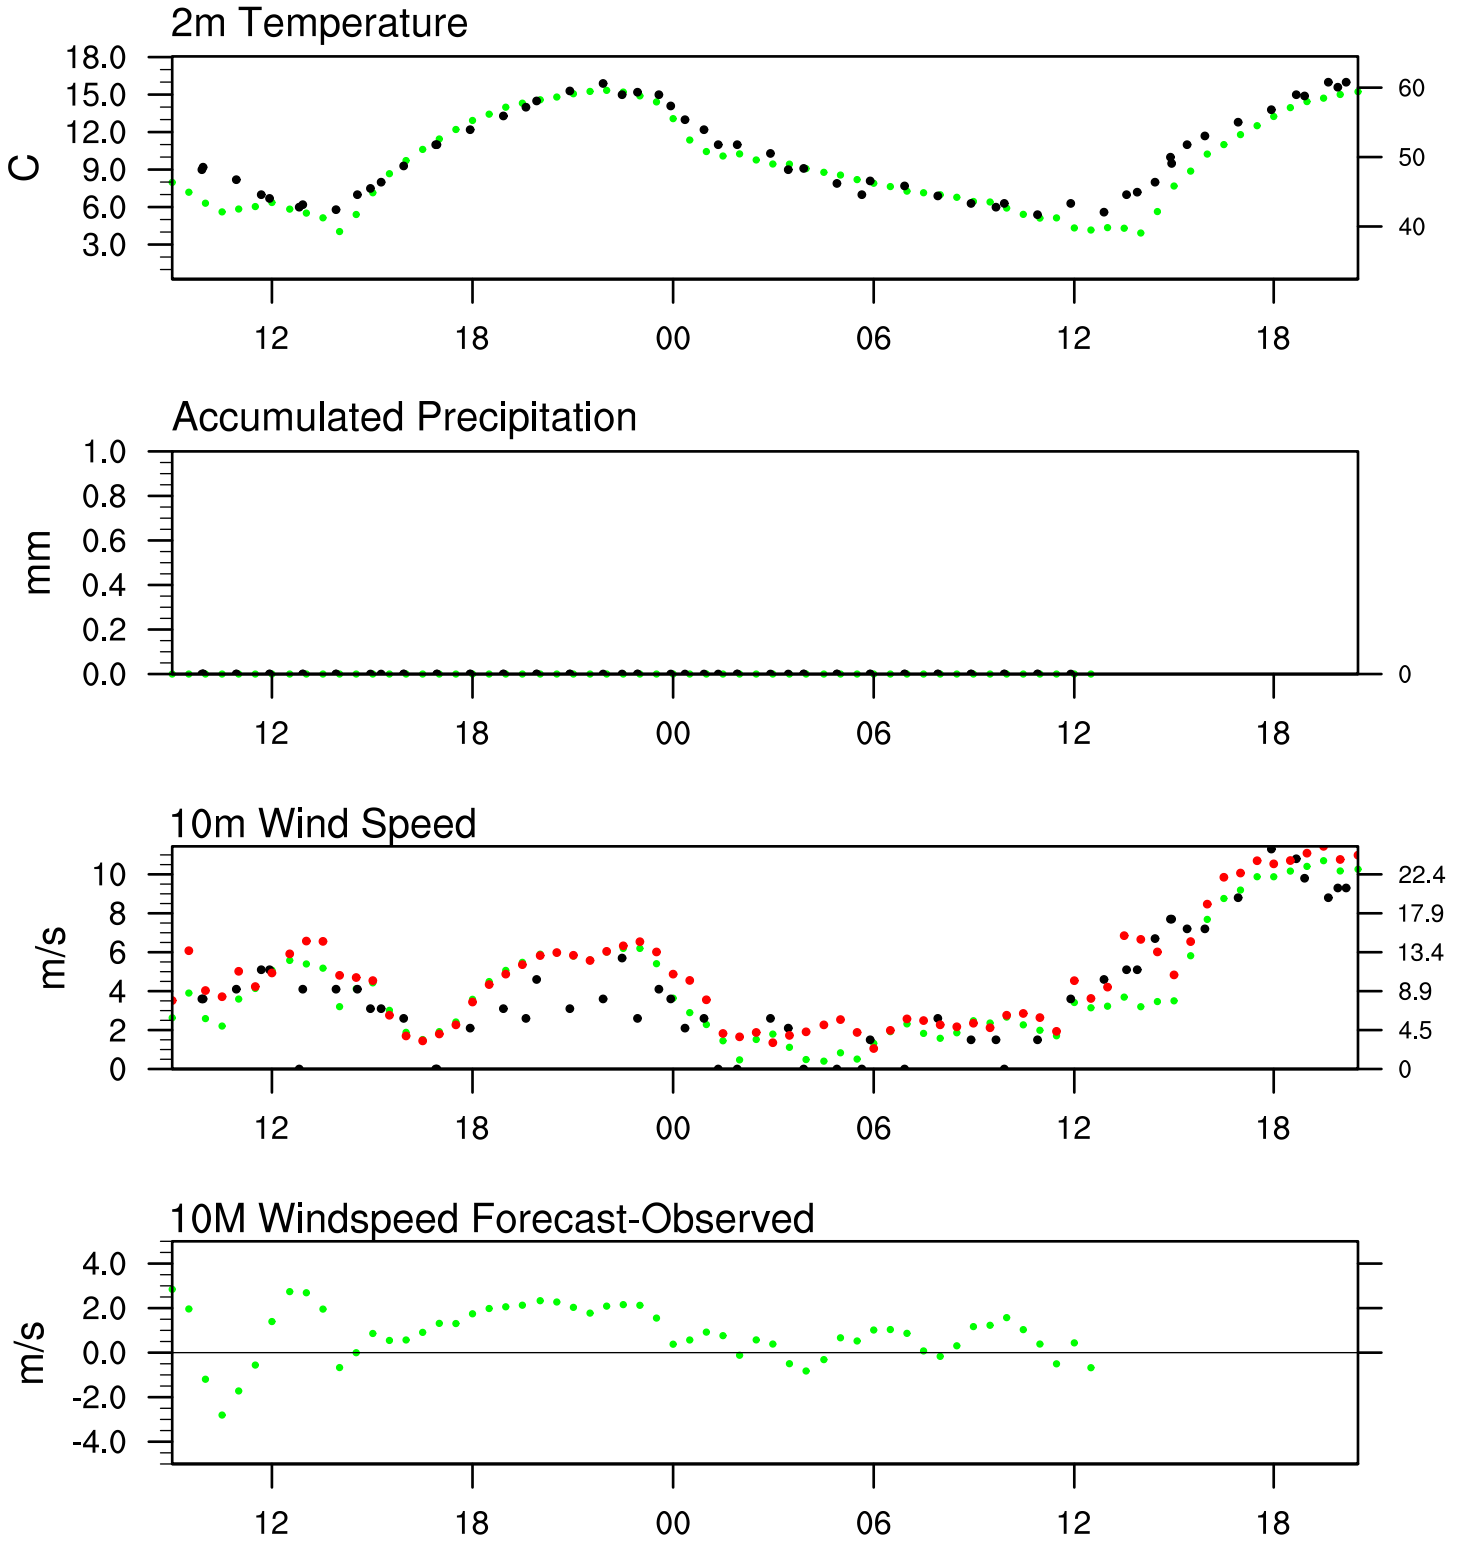 2m Temperature
18.0
15.0
12.0
9.0
6.0
3.0
C
60
50
40
12 18 00 06 12 18
Accumulated Precipitation
1.0
0.8
0.6
0.4
0.2
0.0
mm
0
12 18 00 06 12 18
10m Wind Speed
10
8
6
4
2
0
m/s
22.4
17.9
13.4
8.9
4.5
0
12 18 00 06 12 18
10M Windspeed Forecast-Observed
4.0
2.0
0.0
-2.0
-4.0
m/s
12 18 00 06 12 18